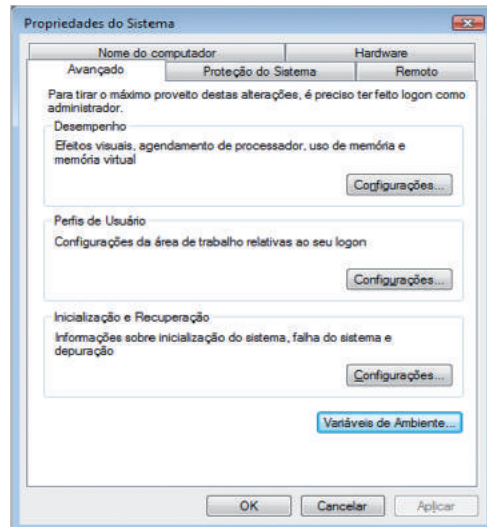 Propriedades do Sistema
Nome do computador
Hardware
Avançado
Proteção do Sistema
Remoto
Para tirar o máximo proveito destas alterações, é preciso ter feito logon como
administrador.
Desempenho
Efeitos visuais, agendamento de processador, uso de memória e
memória virtual
Configurações...
Perfis de Usuário
Configurações da área de trabalho relativas ao seu logon
Configurações...
Inicialização e Recuperação
Informações sobre inicialização do sistema, falha do sistema e
depuração
Configurações...
Variáveis de Ambiente...
OK
Cancelar
Aplicar